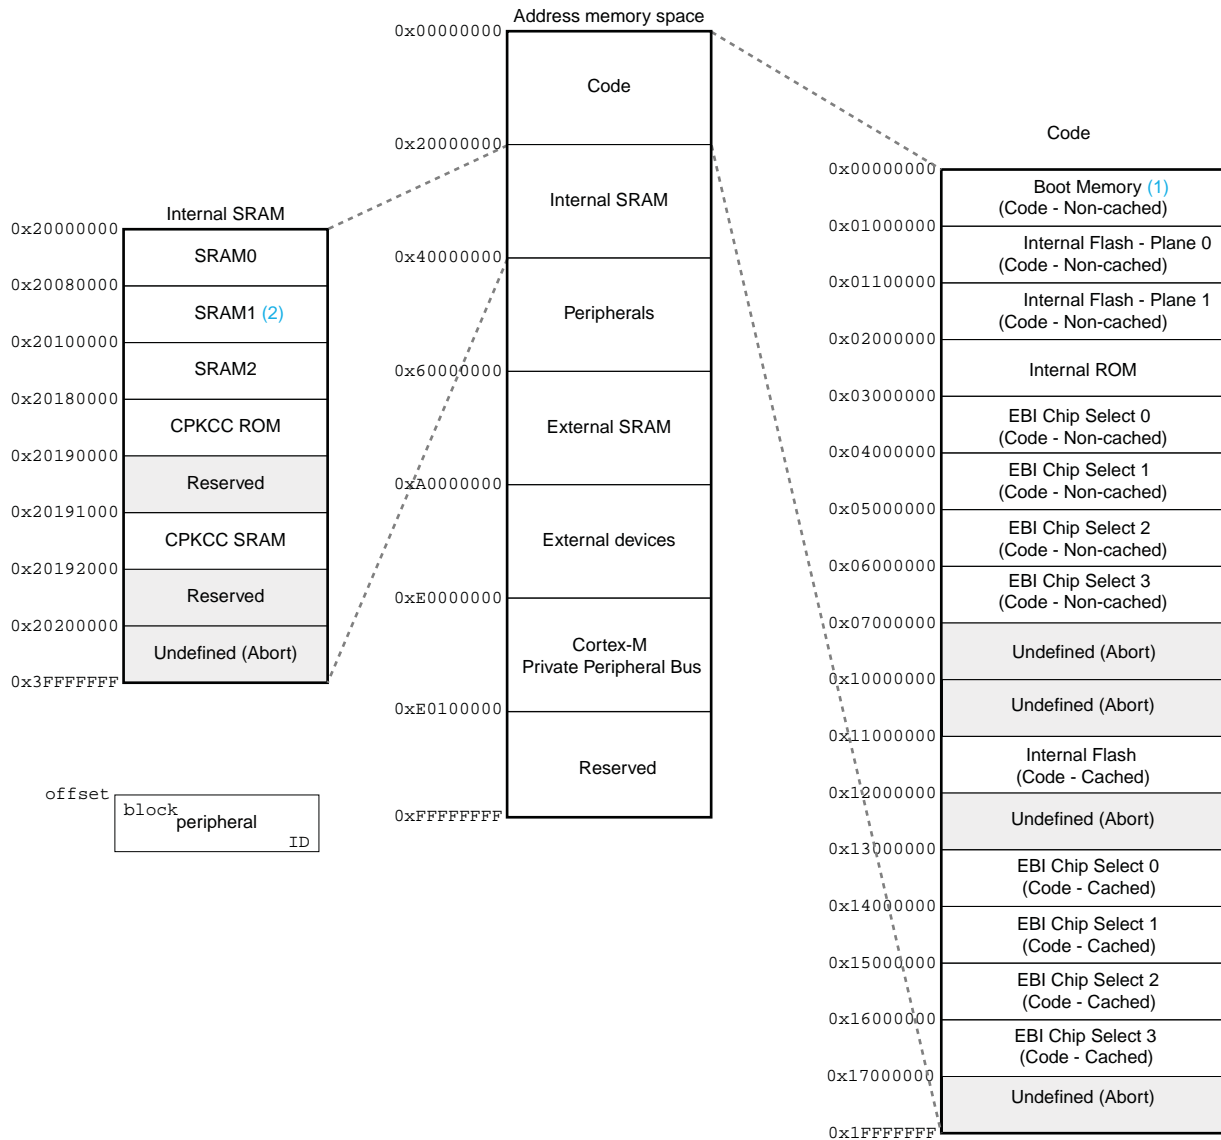 Address memory space
0x00000000
Code
0x20000000
Internal SRAM
0x40000000
Peripherals
0x60000000
External SRAM
0xA0000000
External devices
0xE0000000
Cortex-M
Private Peripheral Bus
0xE0100000
Reserved
0xFFFFFFFF
Internal SRAM
0x20000000
SRAM0
0x20080000
SRAM1 (2)
0x20100000
SRAM2
0x20180000
CPKCC ROM
0x20190000
Reserved
0x20191000
CPKCC SRAM
0x20192000
Reserved
0x20200000
Undefined (Abort)
0x3FFFFFFF
offset
block
peripheral
ID
Code
0x00000000
Boot Memory (1)
(Code - Non-cached)
0x01000000
Internal Flash - Plane 0
(Code - Non-cached)
0x01100000
Internal Flash - Plane 1
(Code - Non-cached)
0x02000000
Internal ROM
0x03000000
EBI Chip Select 0
(Code - Non-cached)
0x04000000
EBI Chip Select 1
(Code - Non-cached)
0x05000000
EBI Chip Select 2
(Code - Non-cached)
0x06000000
EBI Chip Select 3
(Code - Non-cached)
0x07000000
Undefined (Abort)
0x10000000
Undefined (Abort)
0x11000000
Internal Flash
(Code - Cached)
0x12000000
Undefined (Abort)
0x13000000
EBI Chip Select 0
(Code - Cached)
0x14000000
EBI Chip Select 1
(Code - Cached)
0x15000000
EBI Chip Select 2
(Code - Cached)
0x16000000
EBI Chip Select 3
(Code - Cached)
0x17000000
Undefined (Abort)
0x1FFFFFFF